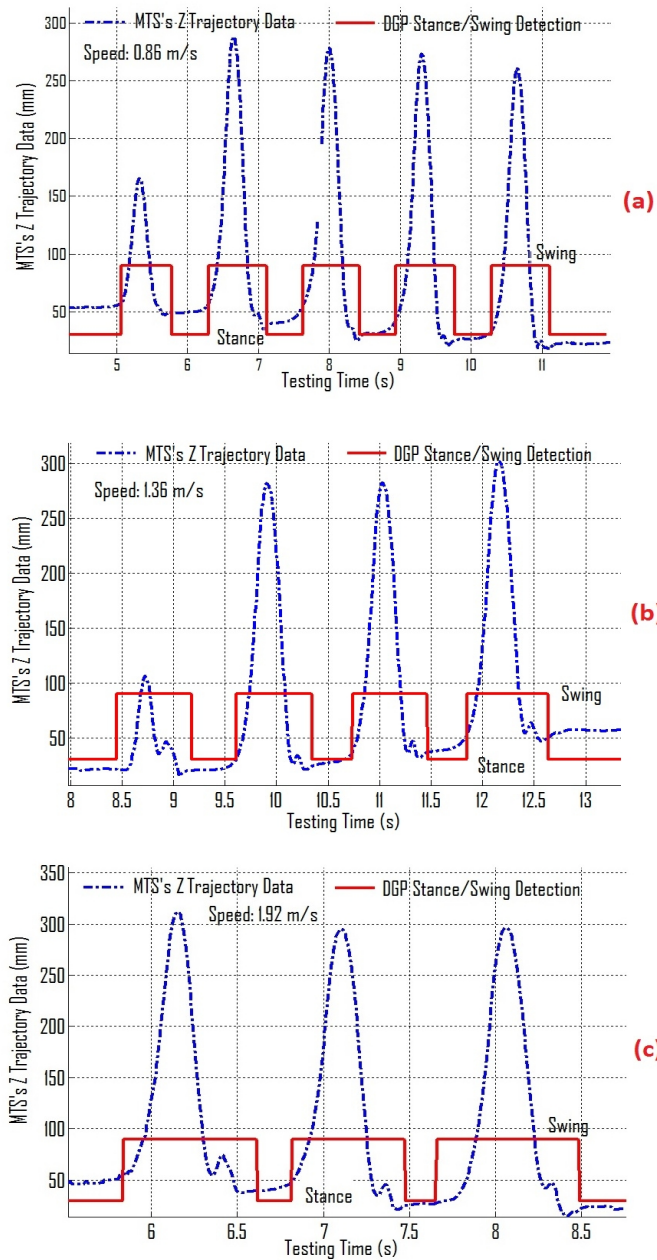 MTS's Z Trajectory Data DGP Stance/Swing Detection
Speed: 0.86 m/s
300
250
200
150
100
50
MTS's Z Trajectory Data (mm)
Swing
Stance
5 6 7 8 9 10 11
Testing Time (s)
(a)
MTS's Z Trajectory Data DGP Stance/Swing Detection
Speed: 1.36 m/s
300
250
200
150
100
50
MTS's Z Trajectory Data (mm)
Swing
Stance
8 8.5 9 9.5 10 10.5 11 11.5 12 12.5 13
Testing Time (s)
(b)
MTS's Z Trajectory Data DGP Stance/Swing Detection
Speed: 1.92 m/s
350
300
250
200
150
100
50
MTS's Z Trajectory Data (mm)
Swing
Stance
6 6.5 7 7.5 8 8.5
Testing Time (s)
(c)